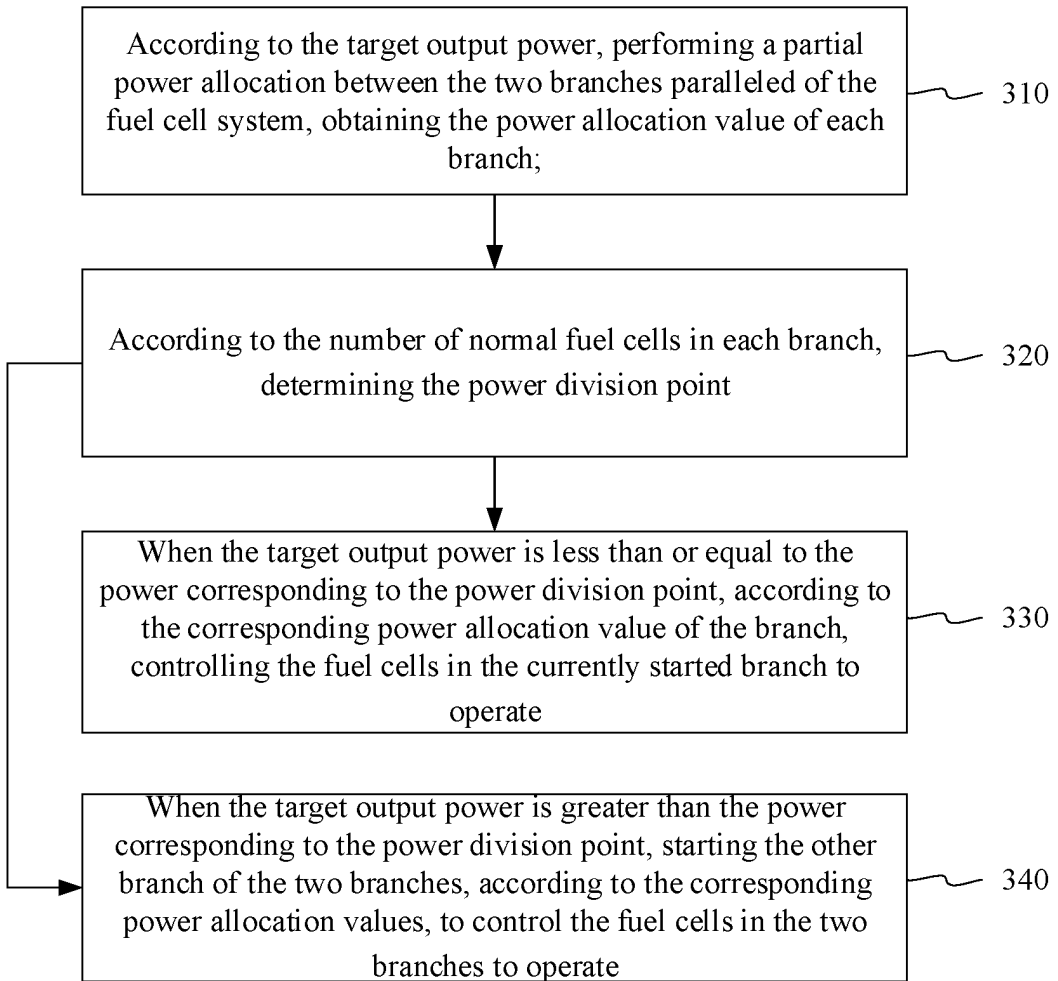 According to the target output power, performing a partial
power allocation between the two branches paralleled of the
fuel cell system, obtaining the power allocation value of each
branch;
310
According to the number of normal fuel cells in each branch,
determining the power division point
320
When the target output power is less than or equal to the
power corresponding to the power division point, according to
the corresponding power allocation value of the branch,
controlling the fuel cells in the currently started branch to
operate
330
When the target output power is greater than the power
corresponding to the power division point, starting the other
branch of the two branches, according to the corresponding
power allocation values, to control the fuel cells in the two
branches to operate
340